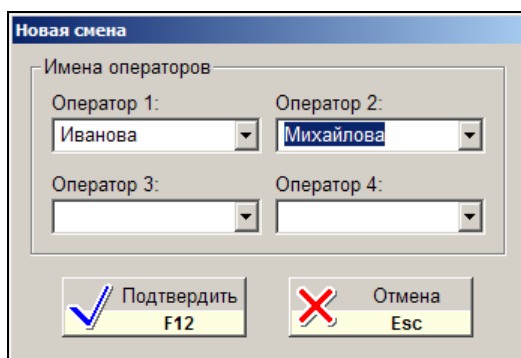 Новая смена
Имена операторов
Оператор 1: Оператор 2:
Иванова Михайлова
Оператор 3: Оператор 4:
Подтвердить Отмена
F12 Esc